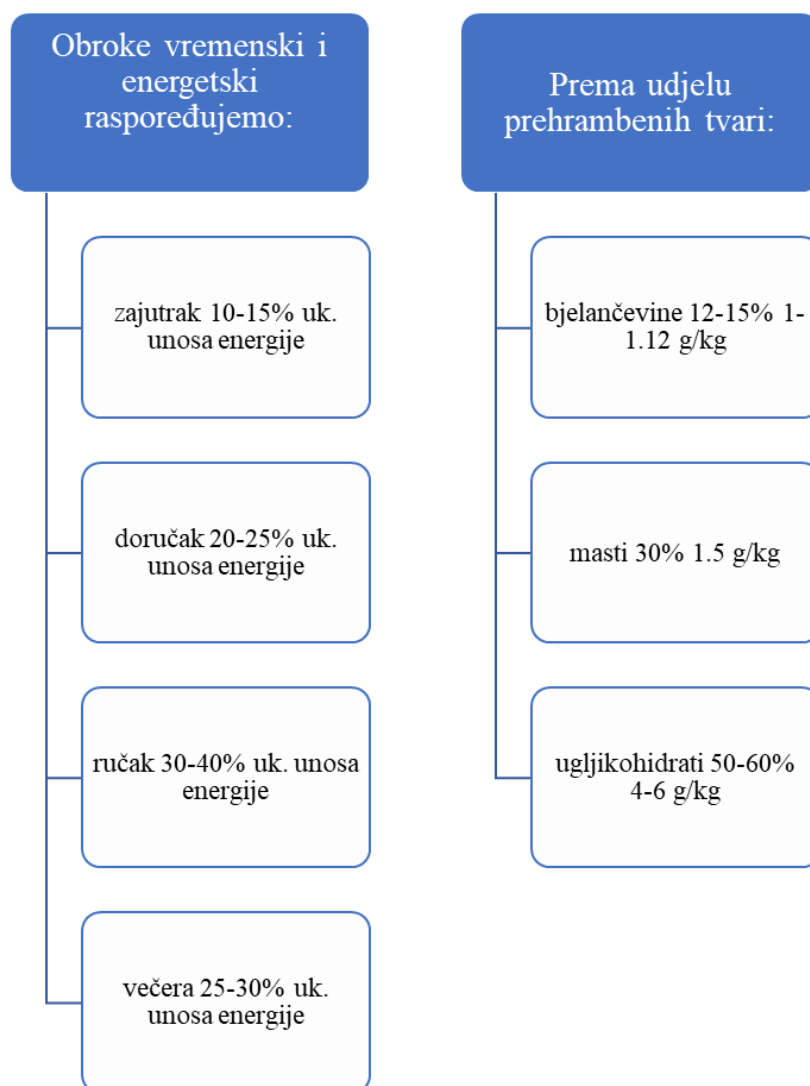 Obroke vremenski i
energetski
raspoređujemo:
zajutrak 10-15% uk.
unosa energije
doručak 20-25% uk.
unosa energije
ručak 30-40% uk. unosa
energije
večera 25-30% uk.
unosa energije
Prema udjelu
prehrambenih tvari:
bjelančevine 12-15% 1-
1.12 g/kg
masti 30% 1.5 g/kg
ugljikohidrati 50-60%
4-6 g/kg